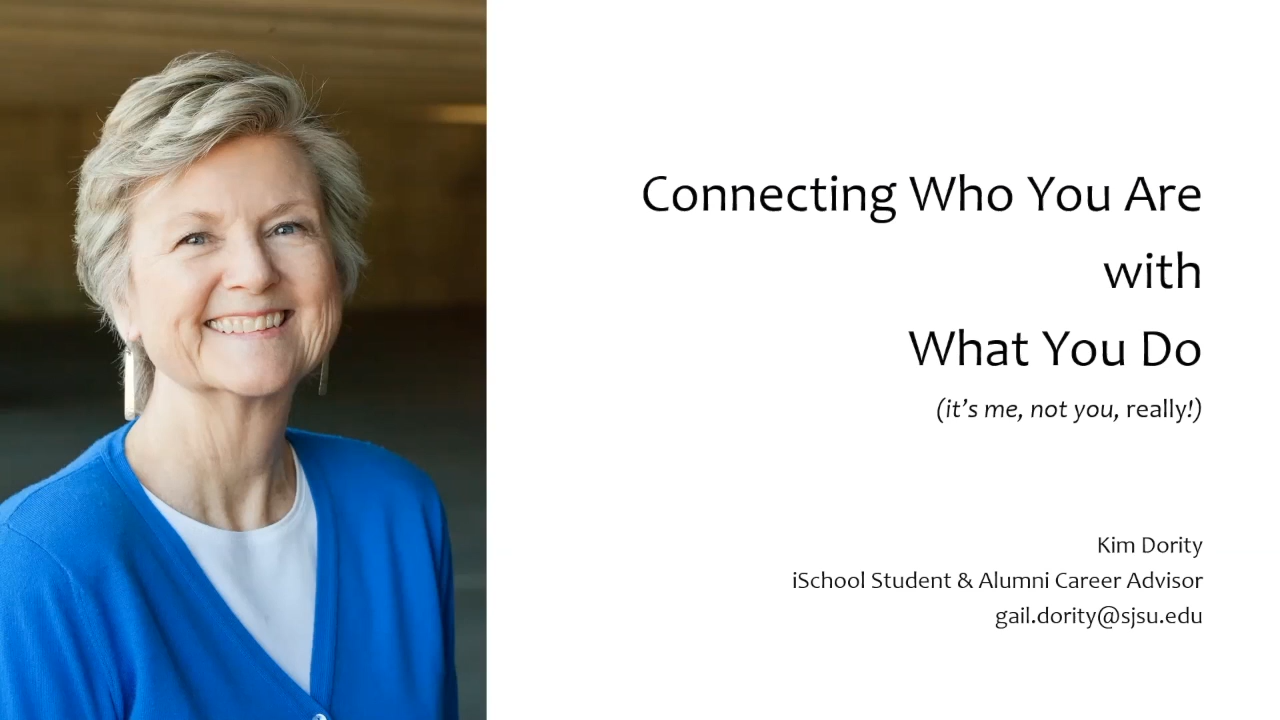 Connecting Who You Are
with
What You Do
(it’s me, not you, really!)
Kim Dority
iSchool Student & Alumni Career Advisor
gail.dority@sjsu.edu